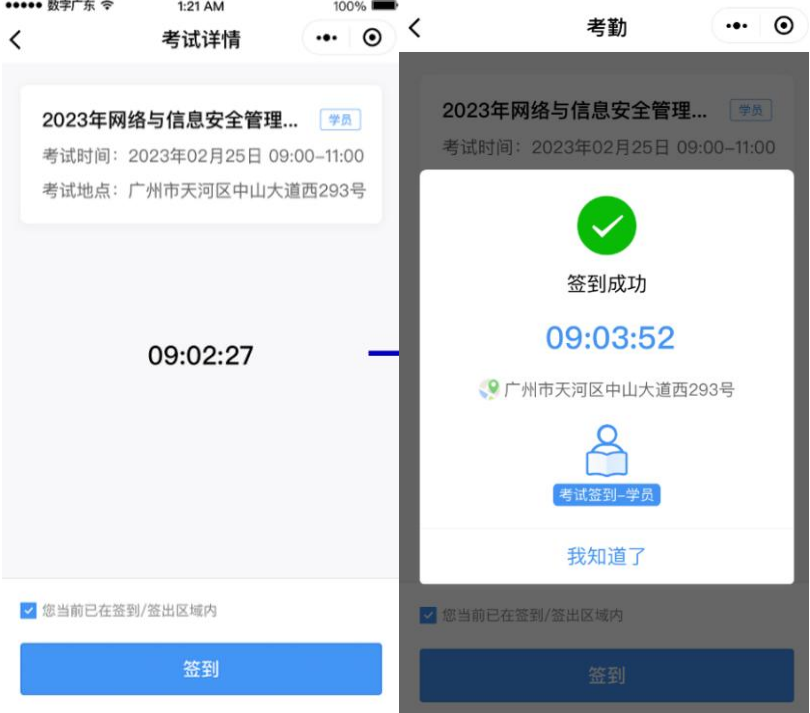 数字广东
1:21 AM
100%
考试详情
2023年网络与信息安全管理...
学员
考试时间：2023年02月25日 09:00-11:00
考试地点：广州市天河区中山大道西293号
09:02:27
您当前已在签到/签出区域内
签到
考勤
2023年网络与信息安全管理...
学员
考试时间：2023年02月25日 09:00-11:00
签到成功
09:03:52
广州市天河区中山大道西293号
考试签到-学员
我知道了
您当前已在签到/签出区域内
签到